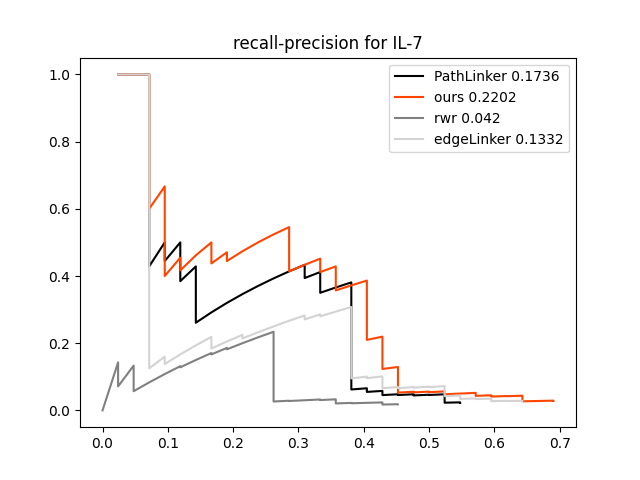 recall-precision for IL-7
PathLinker 0.1736
ours 0.2202
rwr 0.042
edgeLinker 0.1332
1.0
0.8
0.6
0.4
0.2
0.0
0.0 0.1 0.2 0.3 0.4 0.5 0.6 0.7